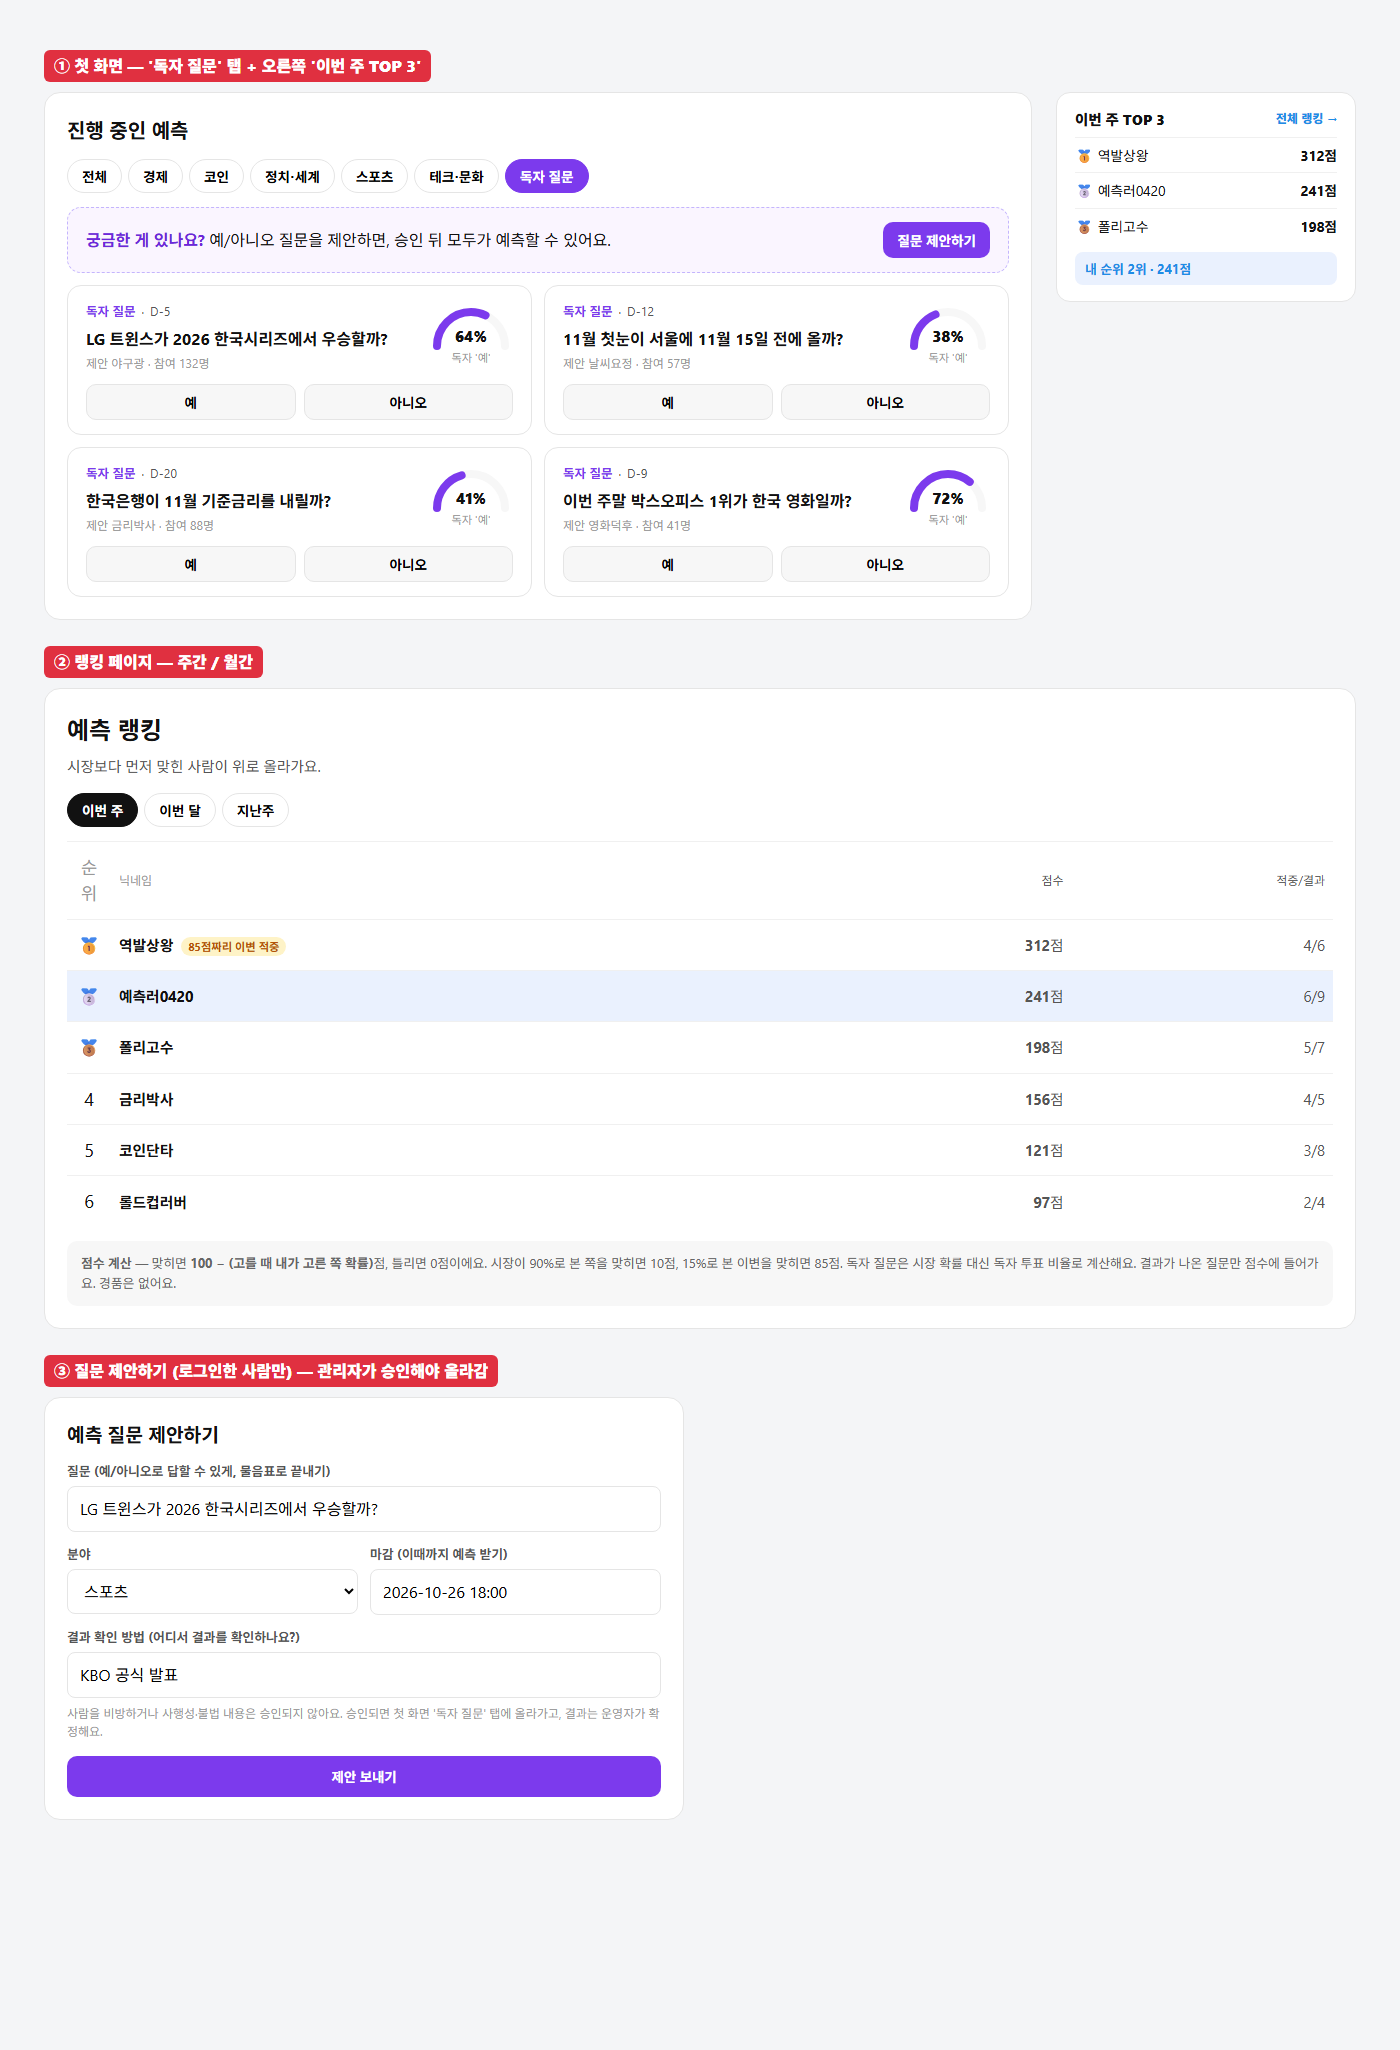 ① 첫 화면 — '독자 질문' 탭 + 오른쪽 '이번 주 TOP 3'
진행 중인 예측
전체 경제 코인 정치·세계 스포츠 테크·문화 독자 질문
궁금한 게 있나요? 예/아니오 질문을 제안하면, 승인 뒤 모두가 예측할 수 있어요.
질문 제안하기
독자 질문 · D-5
LG 트윈스가 2026 한국시리즈에서 우승할까?
제안 야구광 · 참여 132명
64%
독자 '예'
예 아니오
독자 질문 · D-12
11월 첫눈이 서울에 11월 15일 전에 올까?
제안 날씨요정 · 참여 57명
38%
독자 '예'
예 아니오
독자 질문 · D-20
한국은행이 11월 기준금리를 내릴까?
제안 금리박사 · 참여 88명
41%
독자 '예'
예 아니오
독자 질문 · D-9
이번 주말 박스오피스 1위가 한국 영화일까?
제안 영화덕후 · 참여 41명
72%
독자 '예'
예 아니오
이번 주 TOP 3 전체 랭킹 →
🥇 역발상왕 312점
🥈 예측러0420 241점
🥉 폴리고수 198점
내 순위 2위 · 241점
② 랭킹 페이지 — 주간 / 월간
예측 랭킹
시장보다 먼저 맞힌 사람이 위로 올라가요.
이번 주 이번 달 지난주
순위 닉네임 점수 적중/결과
🥇 역발상왕 85점짜리 이변 적중 312점 4/6
🥈 예측러0420 241점 6/9
🥉 폴리고수 198점 5/7
4 금리박사 156점 4/5
5 코인단타 121점 3/8
6 롤드컵러버 97점 2/4
점수 계산 — 맞히면 100 − (고를 때 내가 고른 쪽 확률)점, 틀리면 0점이에요. 시장이 90%로 본 쪽을 맞히면 10점, 15%로 본 이변을 맞히면 85점. 독자 질문은 시장 확률 대신 독자 투표 비율로 계산해요. 결과가 나온 질문만 점수에 들어가
요. 경품은 없어요.
③ 질문 제안하기 (로그인한 사람만) — 관리자가 승인해야 올라감
예측 질문 제안하기
질문 (예/아니오로 답할 수 있게, 물음표로 끝내기)
LG 트윈스가 2026 한국시리즈에서 우승할까?
분야 마감 (이때까지 예측 받기)
스포츠 2026-10-26 18:00
결과 확인 방법 (어디서 결과를 확인하나요?)
KBO 공식 발표
사람을 비방하거나 사행성·불법 내용은 승인되지 않아요. 승인되면 첫 화면 '독자 질문' 탭에 올라가고, 결과는 운영자가 확
정해요.
제안 보내기